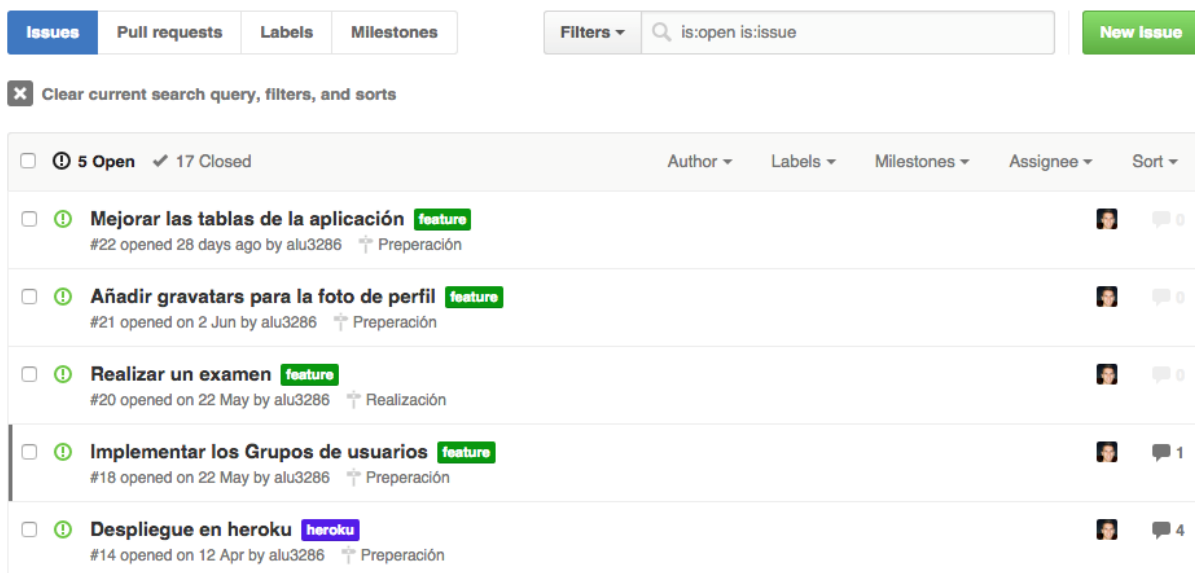 Issues Pull requests Labels Milestones Filters is:open is:issue New Issue
Clear current search query, filters, and sorts
5 Open 17 Closed Author Labels Milestones Assignee Sort
Mejorar las tablas de la aplicación feature 0
#22 opened 28 days ago by alu3286 Preperación
Añadir gravatars para la foto de perfil feature 0
#21 opened on 2 Jun by alu3286 Preperación
Realizar un examen feature 0
#20 opened on 22 May by alu3286 Realización
Implementar los Grupos de usuarios feature 1
#18 opened on 22 May by alu3286 Preperación
Despliegue en heroku heroku 4
#14 opened on 12 Apr by alu3286 Preperación